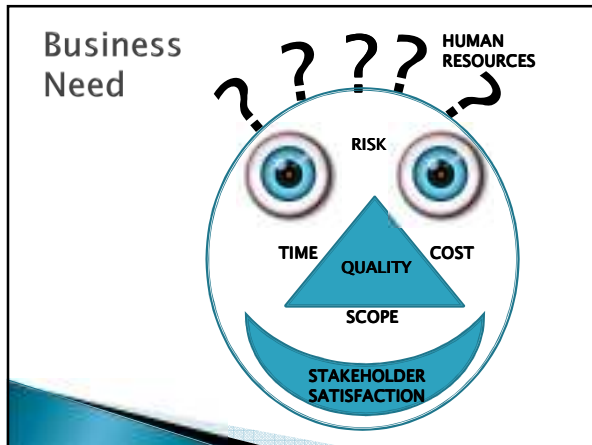 Business
Need
? ? ? ? ?
HUMAN
RESOURCES
RISK
TIME
COST
QUALITY
SCOPE
STAKEHOLDER
SATISFACTION